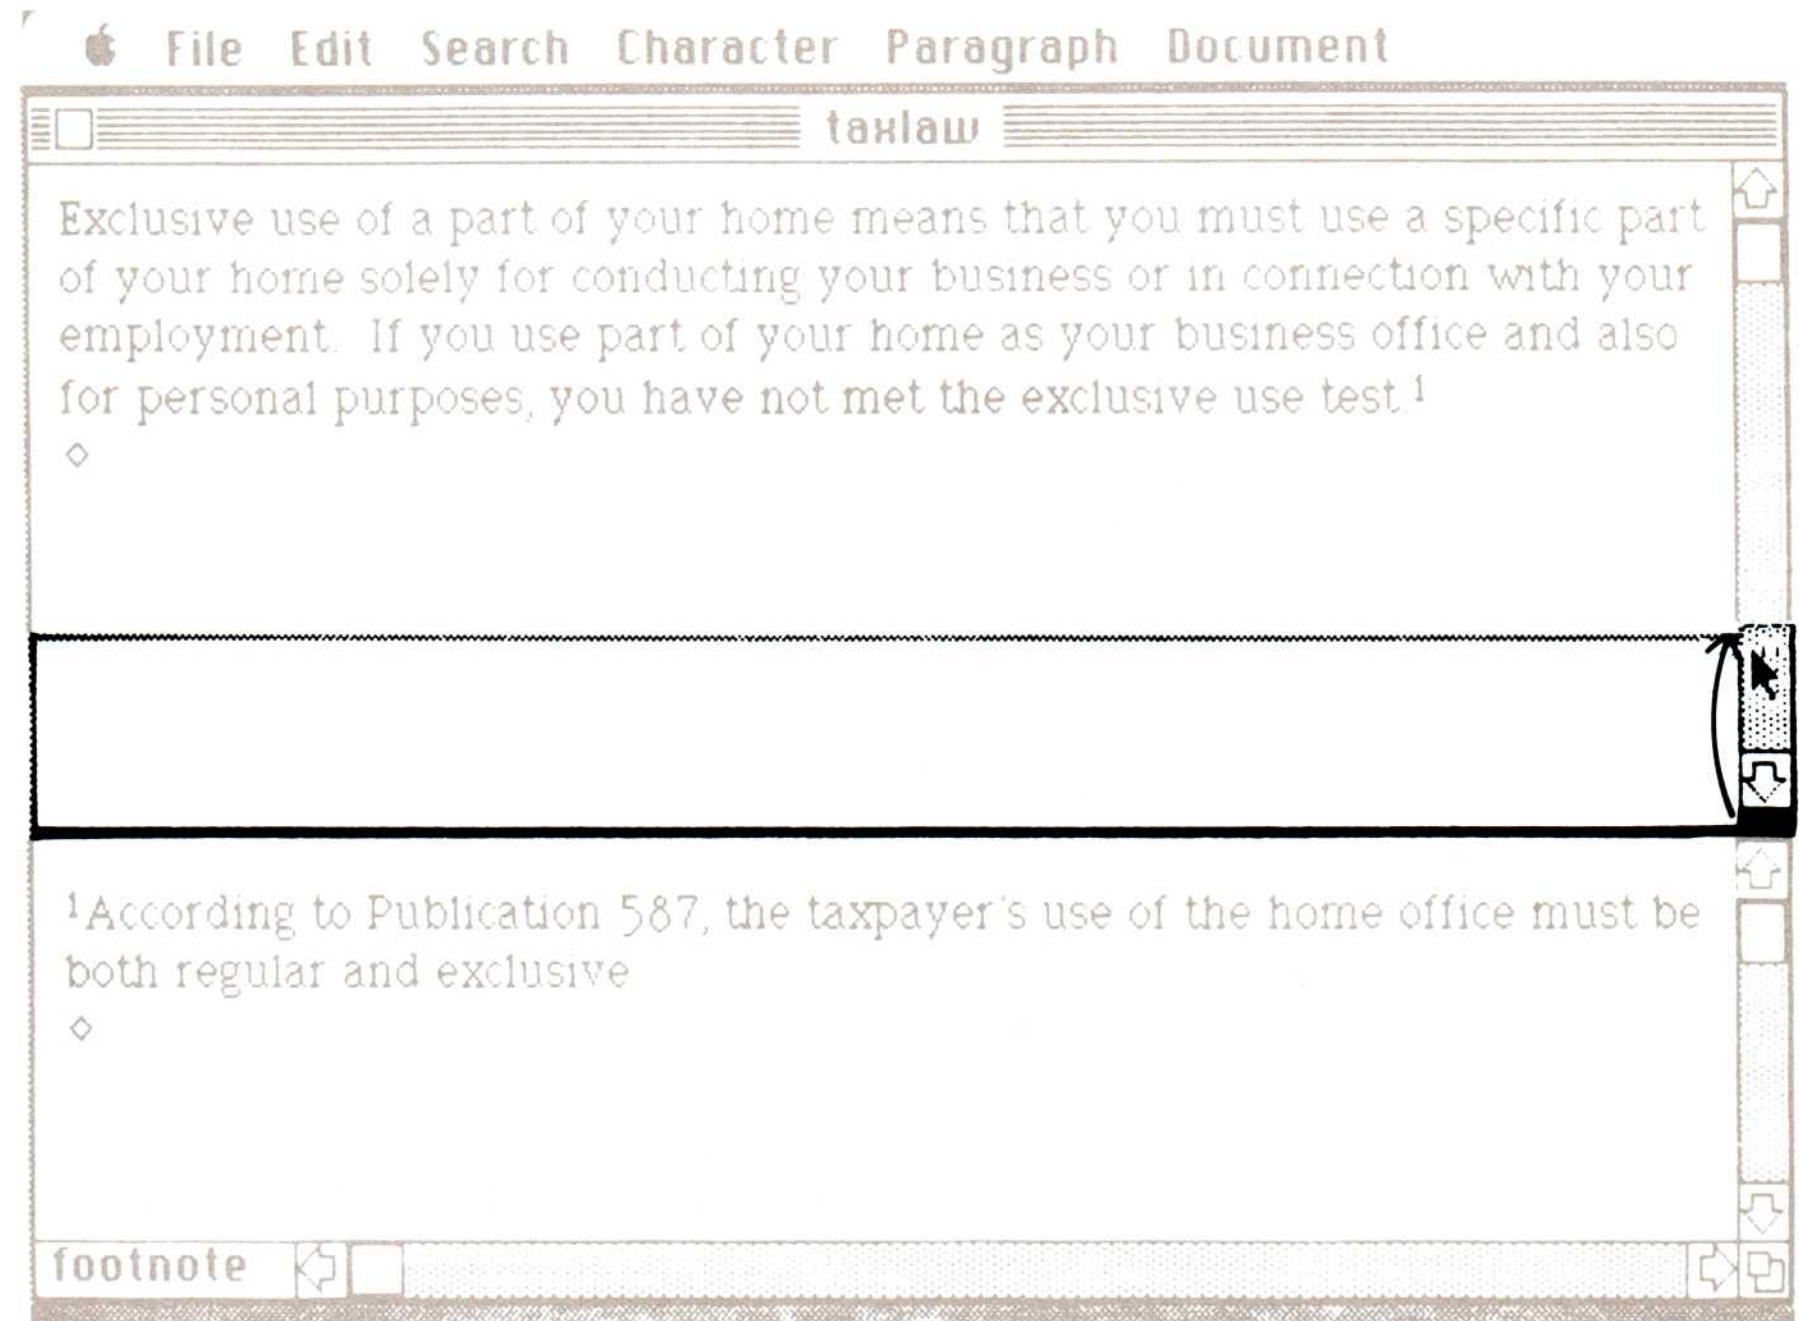 File Edit Search Character Paragraph Document
taxlaw
Exclusive use of a part of your home means that you must use a specific part
of your home solely for conducting your business or in connection with your
employment. If you use part of your home as your business office and also
for personal purposes, you have not met the exclusive use test.¹
¹According to Publication 587, the taxpayer's use of the home office must be
both regular and exclusive
footnote